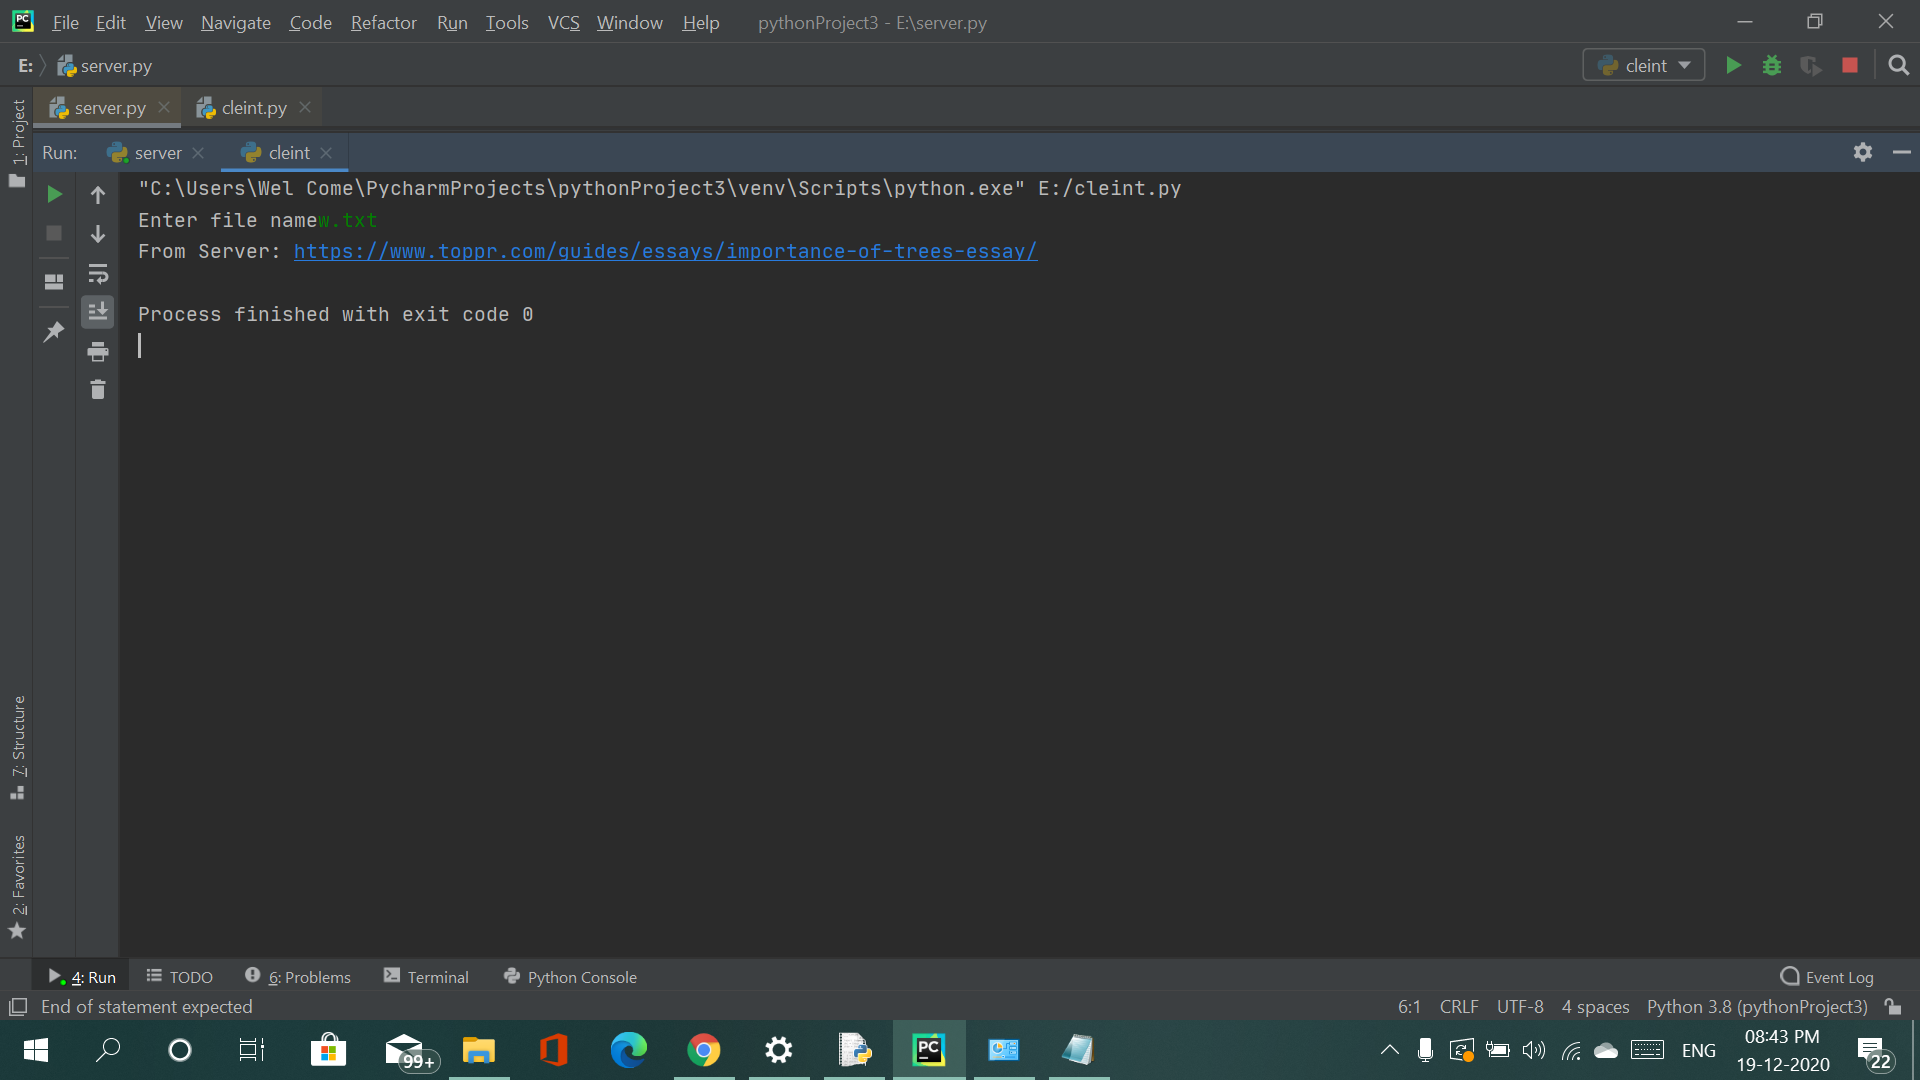 PC File Edit View Navigate Code Refactor Run Tools VCS Window Help pythonProject3 - E:\server.py
E: server.py cleint
server.py cleint.py
Run: server cleint
1: Project
"C:\Users\Wel Come\PycharmProjects\pythonProject3\venv\Scripts\python.exe" E:/cleint.py
Enter file namew.txt
From Server: https://www.toppr.com/guides/essays/importance-of-trees-essay/
Process finished with exit code 0
7: Structure
2: Favorites
4: Run TODO 6: Problems Terminal Python Console Event Log
End of statement expected 6:1 CRLF UTF-8 4 spaces Python 3.8 (pythonProject3)
99+ PC ENG 08:43 PM
19-12-2020 22